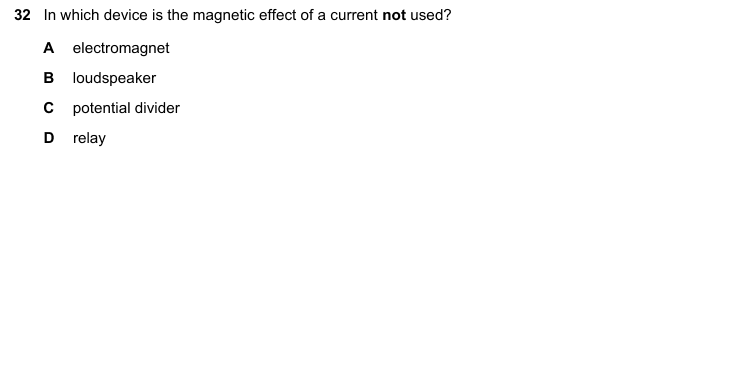 32 In which device is the magnetic effect of a current not used?
A electromagnet
B loudspeaker
C potential divider
D relay